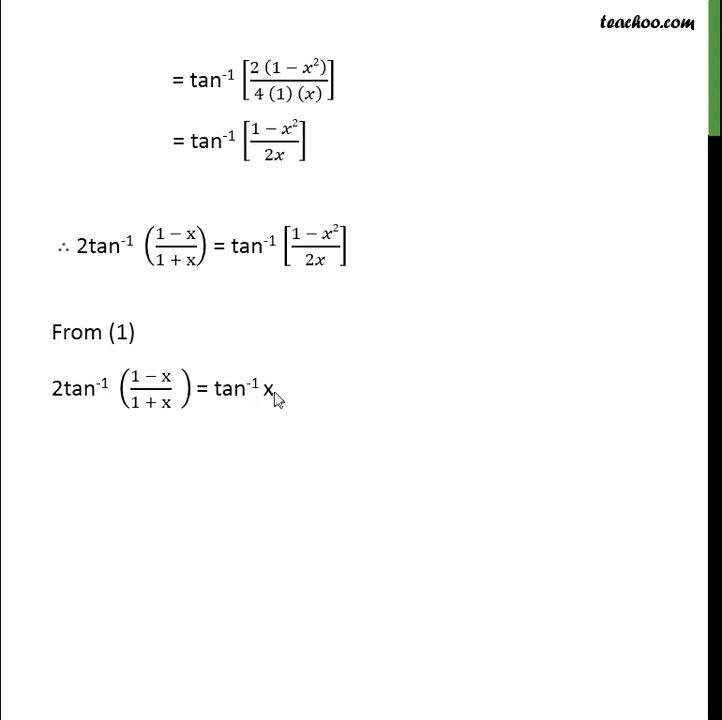 teachoo.com
= tan⁻¹ [2 (1 − x²) / 4 (1) (x)]
= tan⁻¹ [1 − x² / 2x]
∴ 2tan⁻¹ (1 − x / 1 + x) = tan⁻¹ [1 − x² / 2x]
From (1)
2tan⁻¹ (1 − x / 1 + x) = tan⁻¹ x